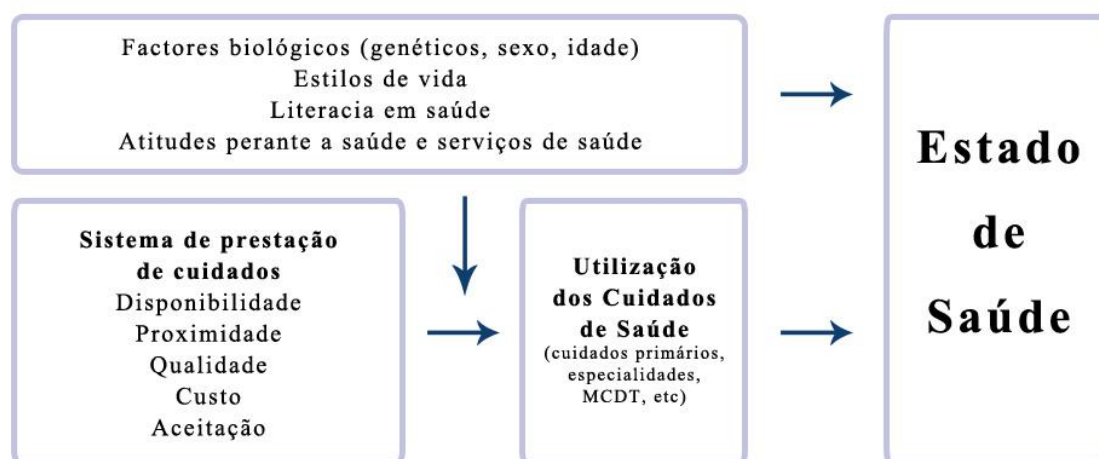 Factores biológicos (genéticos, sexo, idade)
Estilos de vida
Literacia em saúde
Atitudes perante a saúde e serviços de saúde
Sistema de prestação
de cuidados
Disponibilidade
Proximidade
Qualidade
Custo
Aceitação
Utilização
dos Cuidados
de Saúde
(cuidados primários,
especialidades,
MCDT, etc)
Estado
de
Saúde